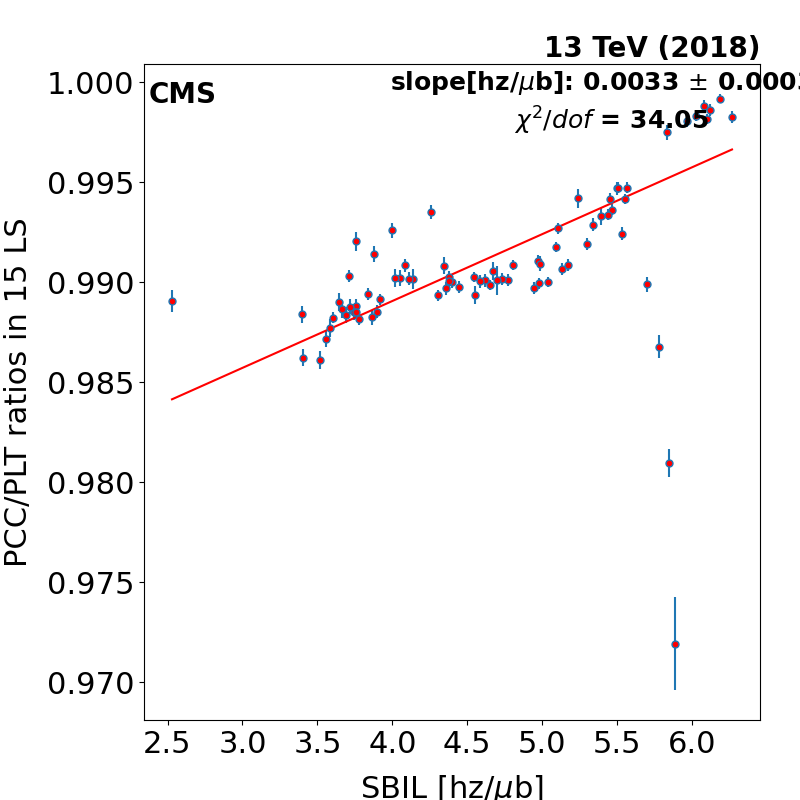 13 TeV (2018)
slope[hz/μb]: 0.0033 ± 0.0003
CMS
χ²/dof = 34.05
PCC/PLT ratios in 15 LS
1.000
0.995
0.990
0.985
0.980
0.975
0.970
2.5 3.0 3.5 4.0 4.5 5.0 5.5 6.0
SBIL [hz/μb]